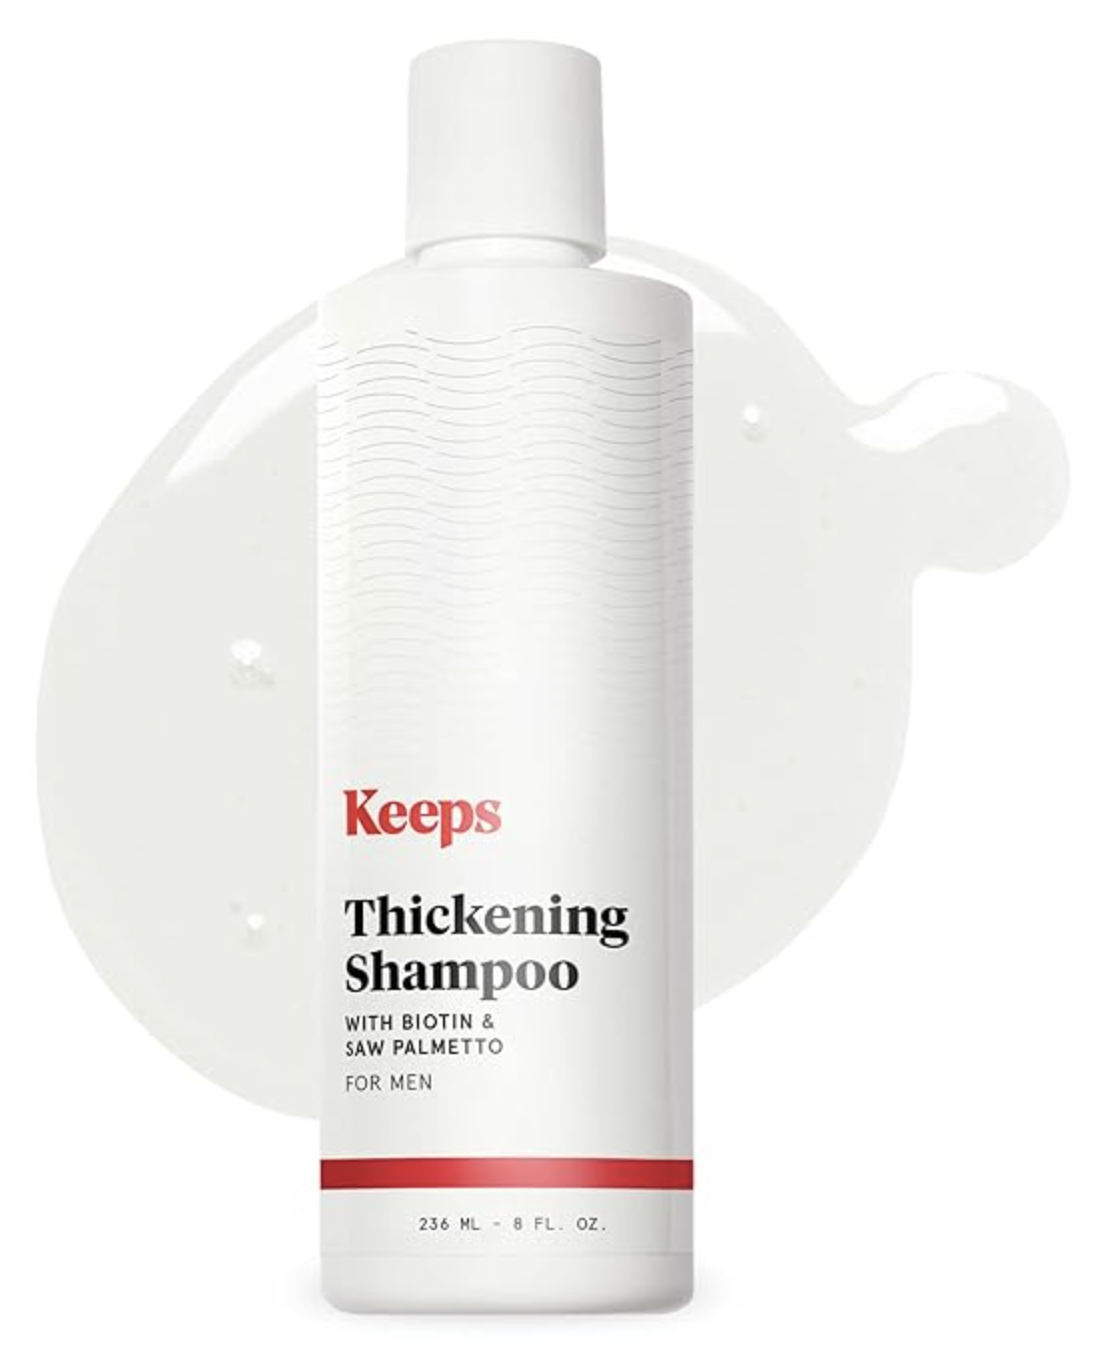 Keeps
Thickening
Shampoo
WITH BIOTIN &
SAW PALMETTO
FOR MEN
236 ML - 8 FL. OZ.